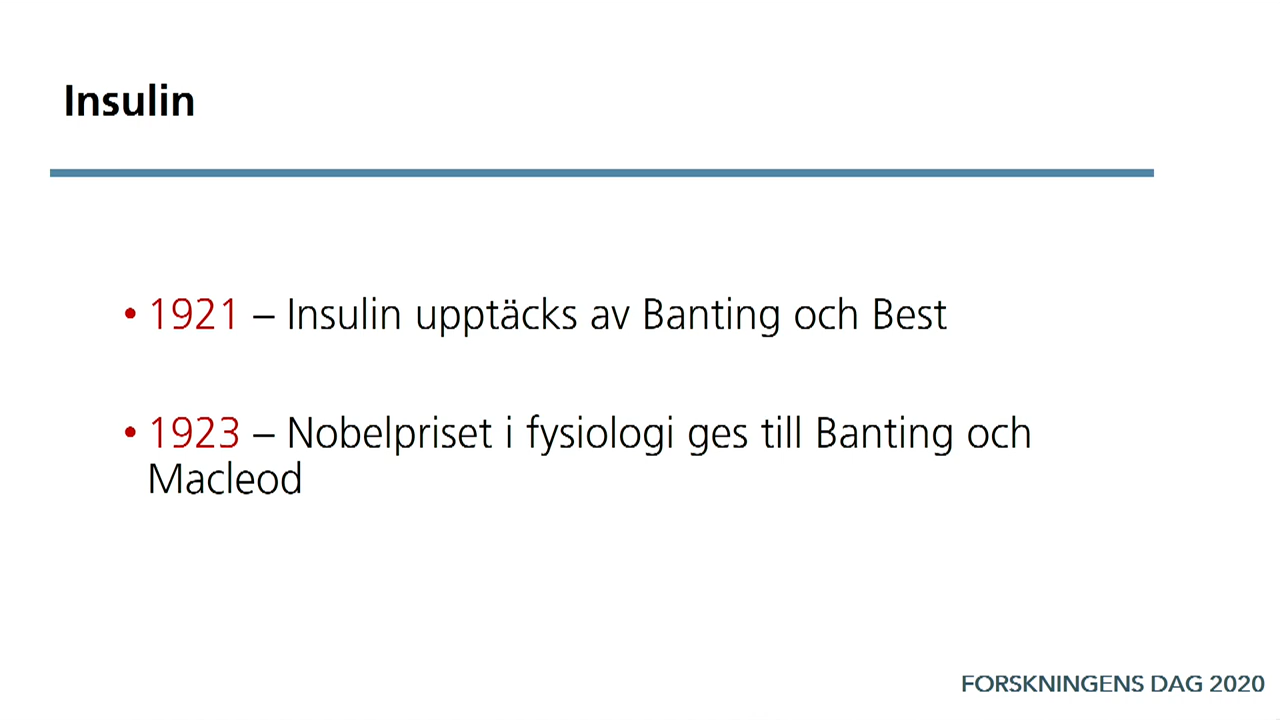 Insulin
• 1921 – Insulin upptäcks av Banting och Best
• 1923 – Nobelpriset i fysiologi ges till Banting och
Macleod
FORSKNINGENS DAG 2020